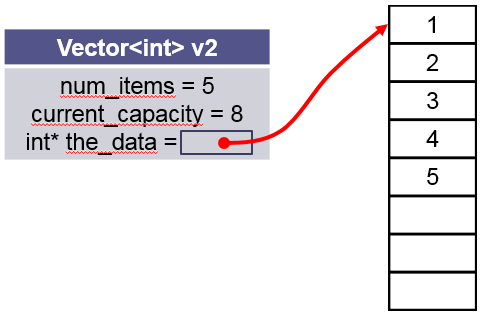 Vector<int> v2
num_items = 5
current_capacity = 8
int* the_data =
1
2
3
4
5